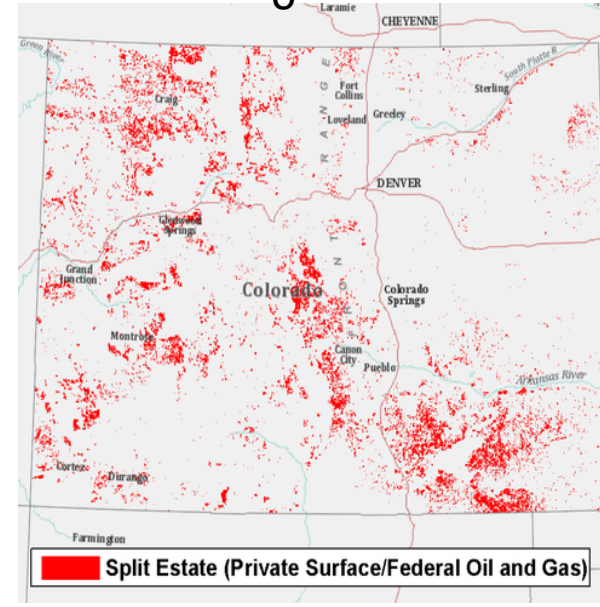 Laramie
CHEYENNE
Green River
South Platte R
Craig
Fort
Collins
Sterling
Loveland
Greeley
RANGE
DENVER
Glenwood
Springs
Grand
Junction
Colorado
FRONT
Colorado
Springs
Montrose
Canon
City
Pueblo
Arkansas River
Cortez
Durango
Farmington
Split Estate (Private Surface/Federal Oil and Gas)